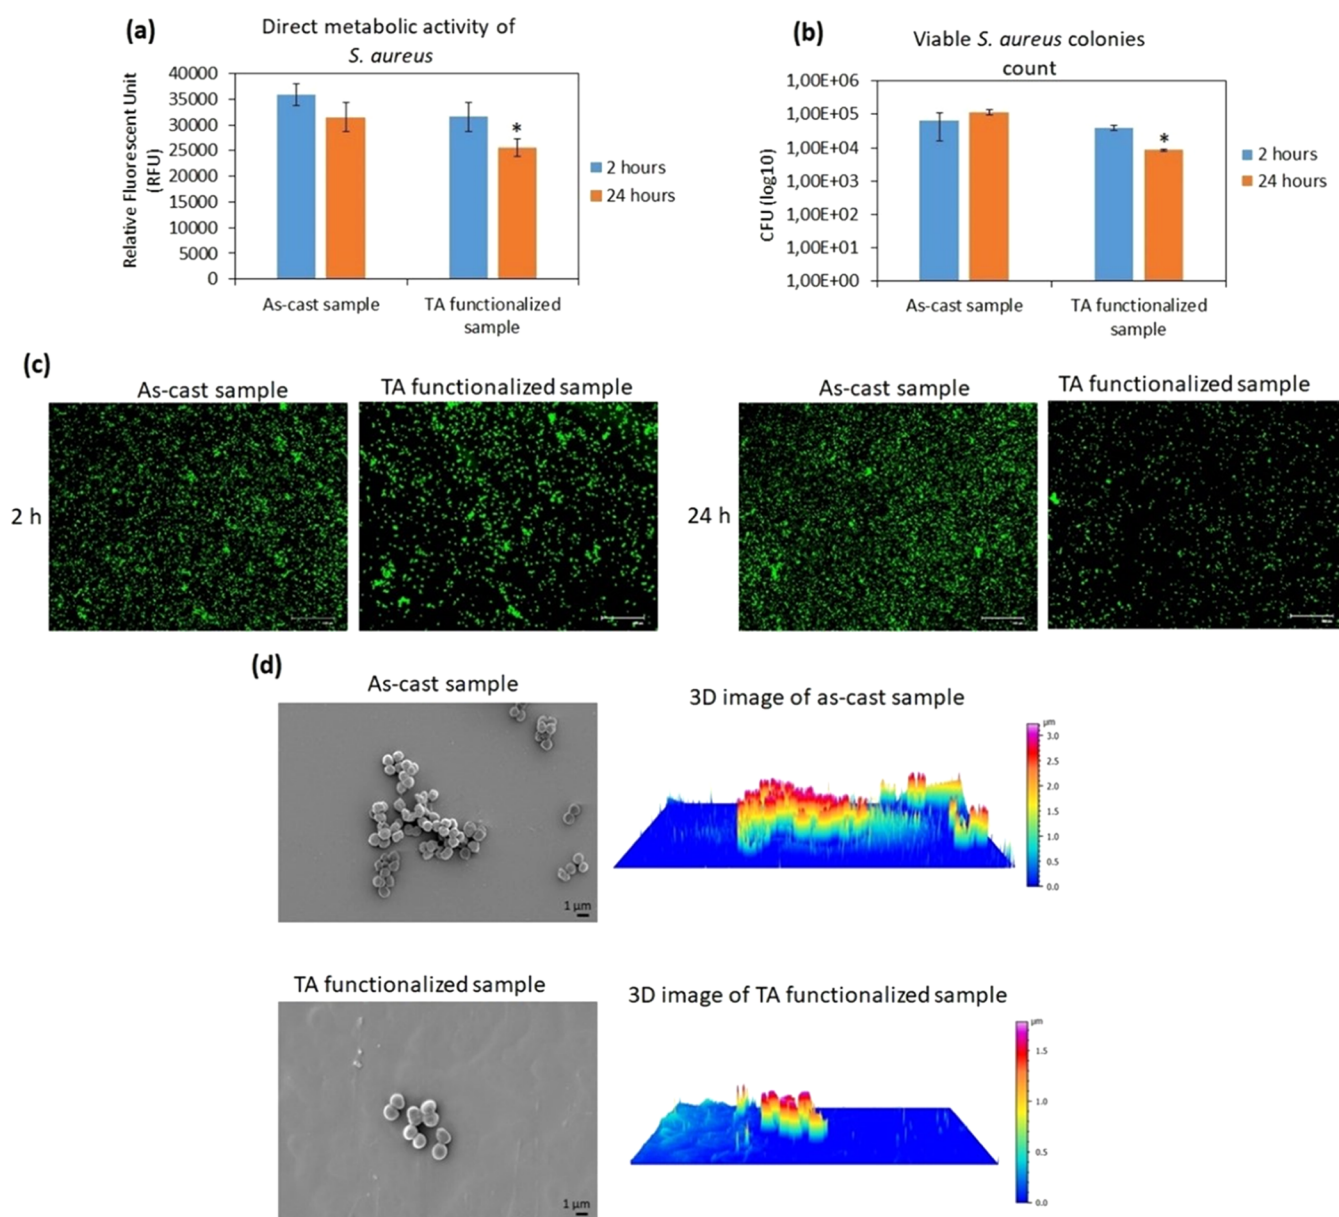 (a)
Direct metabolic activity of
S. aureus
Relative Fluorescent Unit
(RFU)
40000
35000
30000
25000
20000
15000
10000
5000
0
*
As-cast sample
TA functionalized
sample
2 hours
24 hours
(b)
Viable S. aureus colonies
count
CFU (log10)
1,00E+06
1,00E+05
1,00E+04
1,00E+03
1,00E+02
1,00E+01
1,00E+00
*
As-cast sample
TA functionalized
sample
2 hours
24 hours
(c)
As-cast sample
TA functionalized sample
As-cast sample
TA functionalized sample
2 h
24 h
(d)
As-cast sample
1 µm
3D image of as-cast sample
µm
3.0
2.5
2.0
1.5
1.0
0.5
0.0
TA functionalized sample
1 µm
3D image of TA functionalized sample
µm
1.5
1.0
0.5
0.0